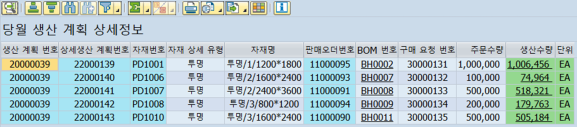 당월 생산 계획 상세정보
생산 계획 번호 상세생산 계획번호 자재번호 자재 상세 유형 자재명 판매오더번호 BOM 번호 구매 요청 번호 주문수량 생산수량 단위
20000039 22000139 PD1001 투명 투명/1/1200*1800 11000095 BH0002 30000131 1,000,000 1,006,456 EA
20000039 22000140 PD1006 투명 투명/2/1600*2400 11000093 BH0007 30000132 100,000 74,964 EA
20000039 22000141 PD1007 투명 투명/2/2400*3600 11000091 BH0008 30000133 500,000 518,321 EA
20000039 22000142 PD1008 투명 투명/3/800*1200 11000094 BH0009 30000134 200,000 179,763 EA
20000039 22000143 PD1010 투명 투명/3/1600*2400 11000090 BH0011 30000135 500,000 505,184 EA